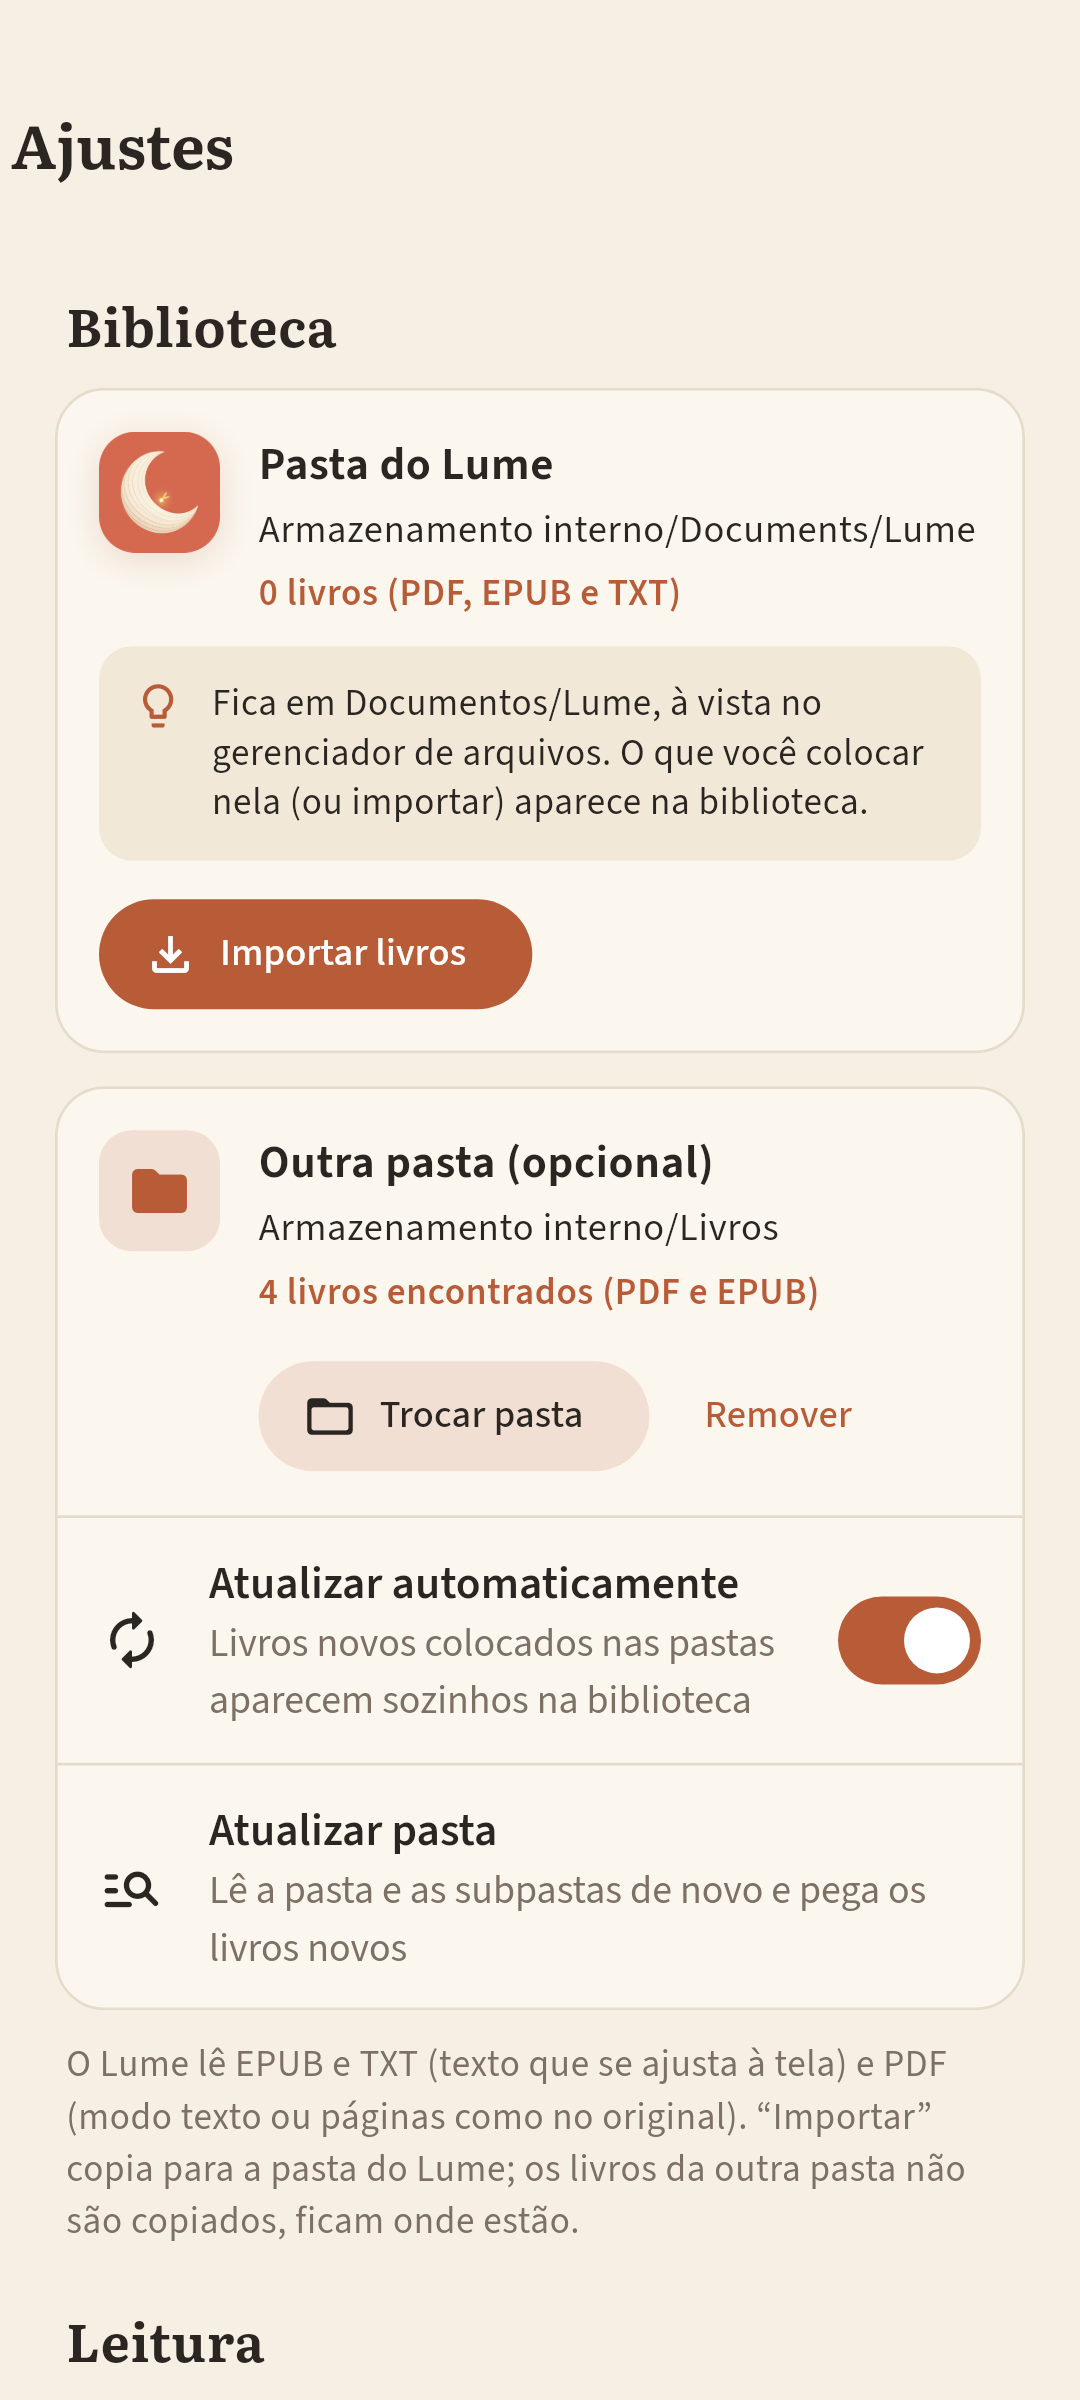 Ajustes
Biblioteca
Pasta do Lume
Armazenamento interno/Documents/Lume
0 livros (PDF, EPUB e TXT)
Fica em Documentos/Lume, à vista no
gerenciador de arquivos. O que você colocar
nela (ou importar) aparece na biblioteca.
Importar livros
Outra pasta (opcional)
Armazenamento interno/Livros
4 livros encontrados (PDF e EPUB)
Trocar pasta
Remover
Atualizar automaticamente
Livros novos colocados nas pastas
aparecem sozinhos na biblioteca
Atualizar pasta
Lê a pasta e as subpastas de novo e pega os
livros novos
O Lume lê EPUB e TXT (texto que se ajusta à tela) e PDF
(modo texto ou páginas como no original). “Importar”
copia para a pasta do Lume; os livros da outra pasta não
são copiados, ficam onde estão.
Leitura